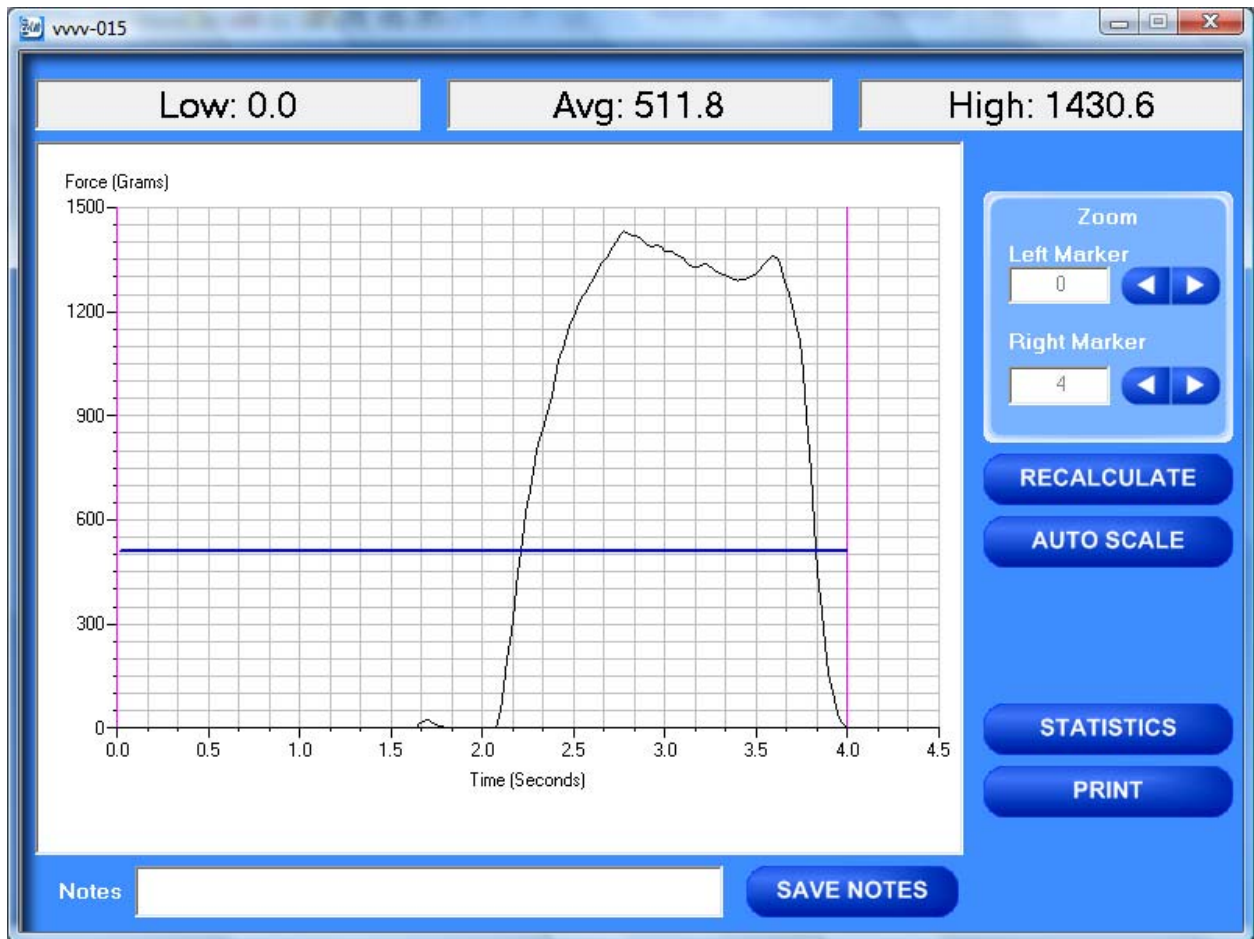 vvvv-015
Low: 0.0 Avg: 511.8 High: 1430.6
Force (Grams)
1500
1200
900
600
300
0
0.0 0.5 1.0 1.5 2.0 2.5 3.0 3.5 4.0 4.5
Time (Seconds)
Zoom
Left Marker
0
Right Marker
4
RECALCULATE
AUTO SCALE
STATISTICS
PRINT
Notes SAVE NOTES